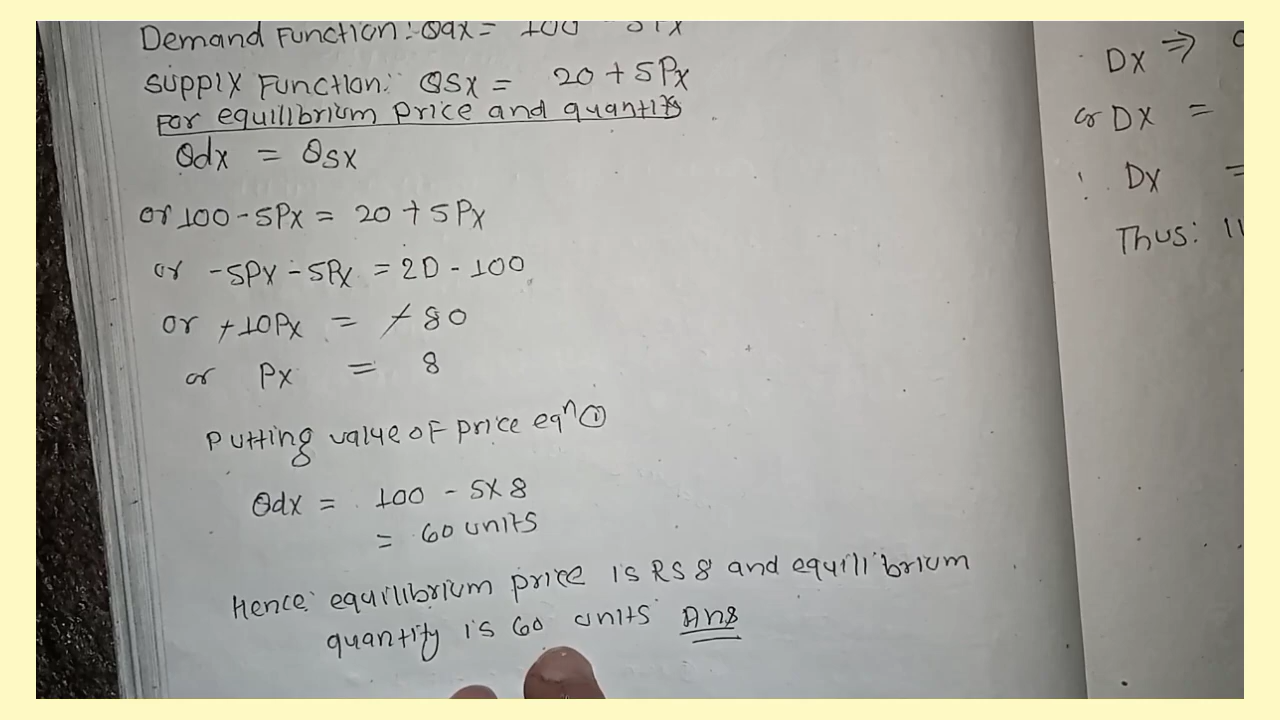 Demand Function: Qdx = 100 - 5Px
Supply Function: QSx = 20 + 5Px
For equilibrium price and quantity
Qdx = QSx
or 100 - 5Px = 20 + 5Px
or -5Px - 5Px = 20 - 100
or +10Px = +80
or Px = 8
Putting value of price eqⁿ ①
Qdx = 100 - 5x8
= 60 units
Hence: equilibrium price is RS 8 and equilibrium
quantity is 60 units Ans
Dx ⇒
or Dx =
Dx =
Thus: